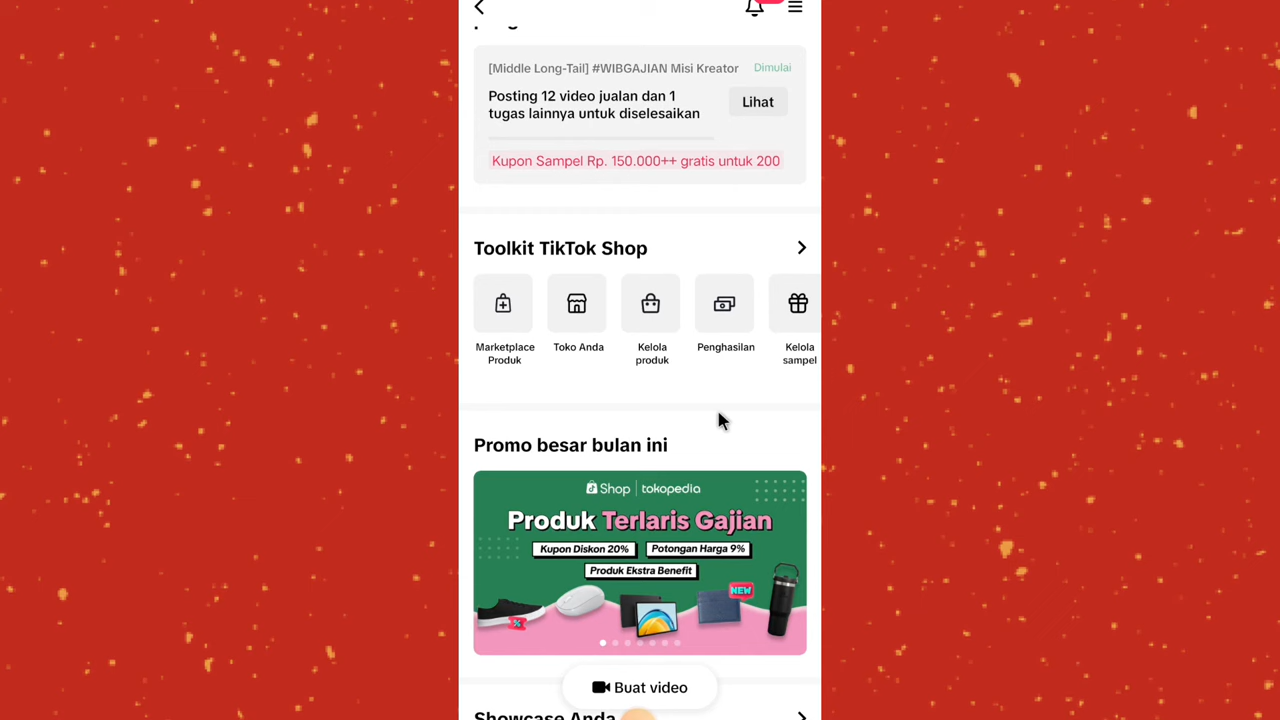 [Middle Long-Tail] #WIBGAJIAN Misi Kreator
Dimulai
Posting 12 video jualan dan 1
tugas lainnya untuk diselesaikan
Lihat
Kupon Sampel Rp. 150.000++ gratis untuk 200
Toolkit TikTok Shop
Marketplace
Produk
Toko Anda
Kelola
produk
Penghasilan
Kelola
sampel
Promo besar bulan ini
Shop | tokopedia
Produk Terlaris Gajian
Kupon Diskon 20%
Potongan Harga 9%
Produk Ekstra Benefit
NEW
%
Buat video
Showcase Anda